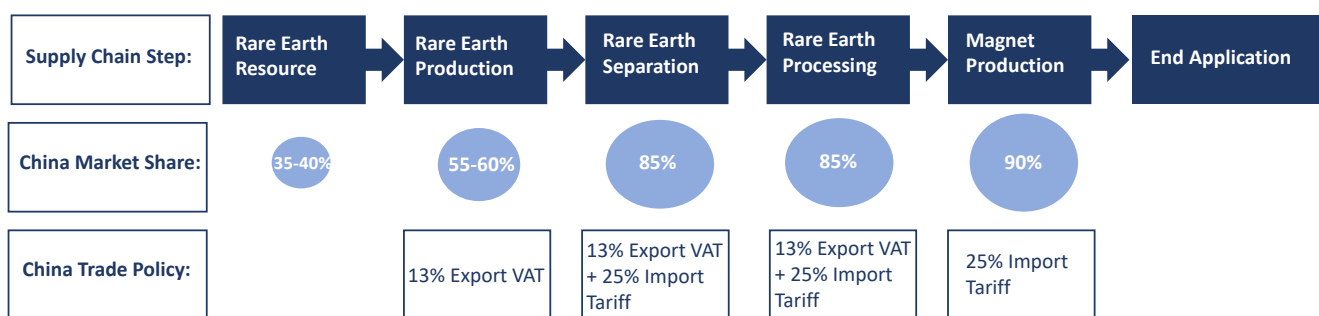 Supply Chain Step:
Rare Earth
Resource
Rare Earth
Production
Rare Earth
Separation
Rare Earth
Processing
Magnet
Production
End Application
China Market Share:
35-40%
55-60%
85%
85%
90%
China Trade Policy:
13% Export VAT
13% Export VAT
+ 25% Import
Tariff
13% Export VAT
+ 25% Import
Tariff
25% Import
Tariff